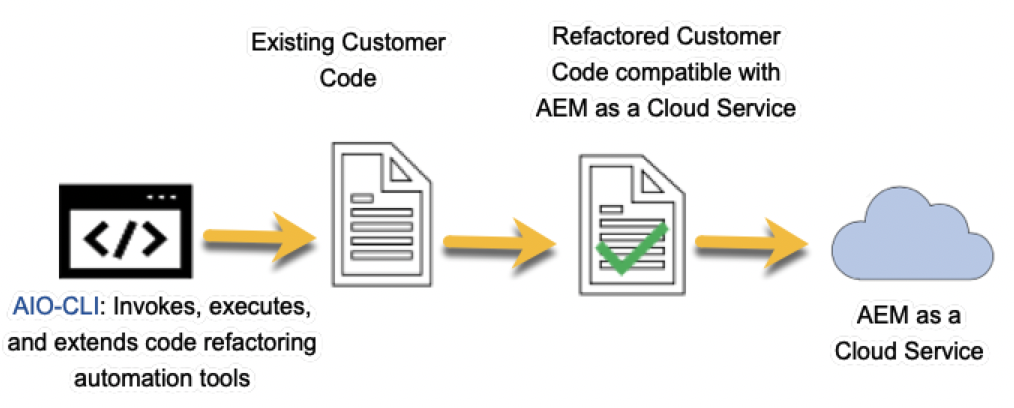 Existing Customer
Code
Refactored Customer
Code compatible with
AEM as a Cloud Service
</>
AIO-CLI: Invokes, executes,
and extends code refactoring
automation tools
AEM as a
Cloud Service